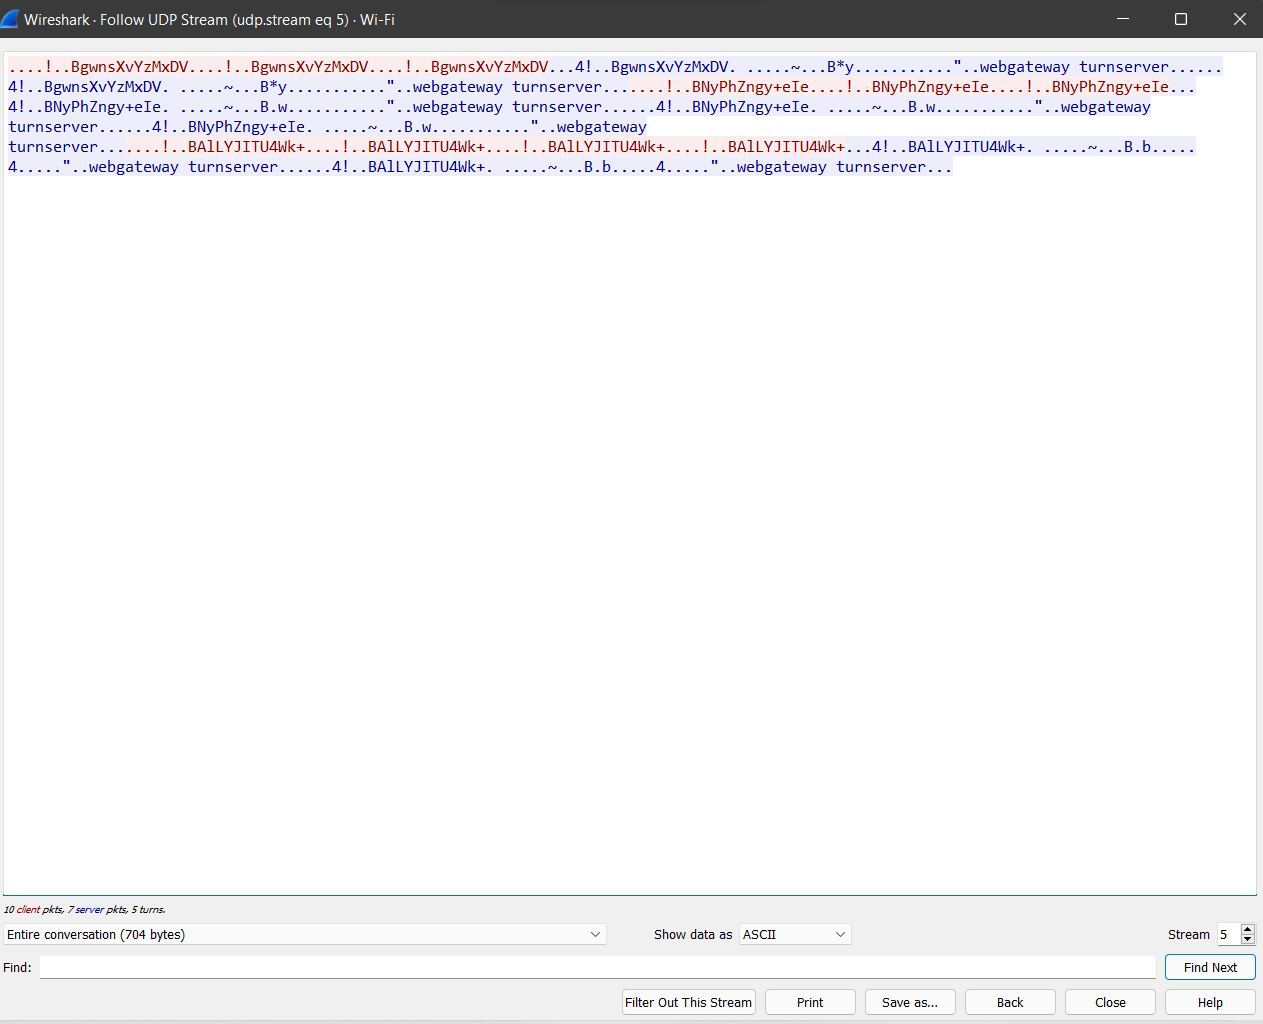 Wireshark · Follow UDP Stream (udp.stream eq 5) · Wi-Fi
....!..BgwnsXvYzMxDV....!..BgwnsXvYzMxDV....!..BgwnsXvYzMxDV...4!..BgwnsXvYzMxDV. .....~...B*y..........."..webgateway turnserver......
4!..BgwnsXvYzMxDV. .....~...B*y..........."..webgateway turnserver.......!..BNyPhZngy+eIe....!..BNyPhZngy+eIe....!..BNyPhZngy+eIe...
4!..BNyPhZngy+eIe. .....~...B.w..........."..webgateway turnserver......4!..BNyPhZngy+eIe. .....~...B.w..........."..webgateway
turnserver......4!..BNyPhZngy+eIe. .....~...B.w..........."..webgateway
turnserver.......!..BAlLYJITU4Wk+....!..BAlLYJITU4Wk+....!..BAlLYJITU4Wk+....!..BAlLYJITU4Wk+...4!..BAlLYJITU4Wk+. .....~...B.b.....
4....."..webgateway turnserver......4!..BAlLYJITU4Wk+. .....~...B.b.....4....."..webgateway turnserver...
10 client pkts, 7 server pkts, 5 turns.
Entire conversation (704 bytes) Show data as ASCII Stream 5
Find: Find Next
Filter Out This Stream Print Save as... Back Close Help